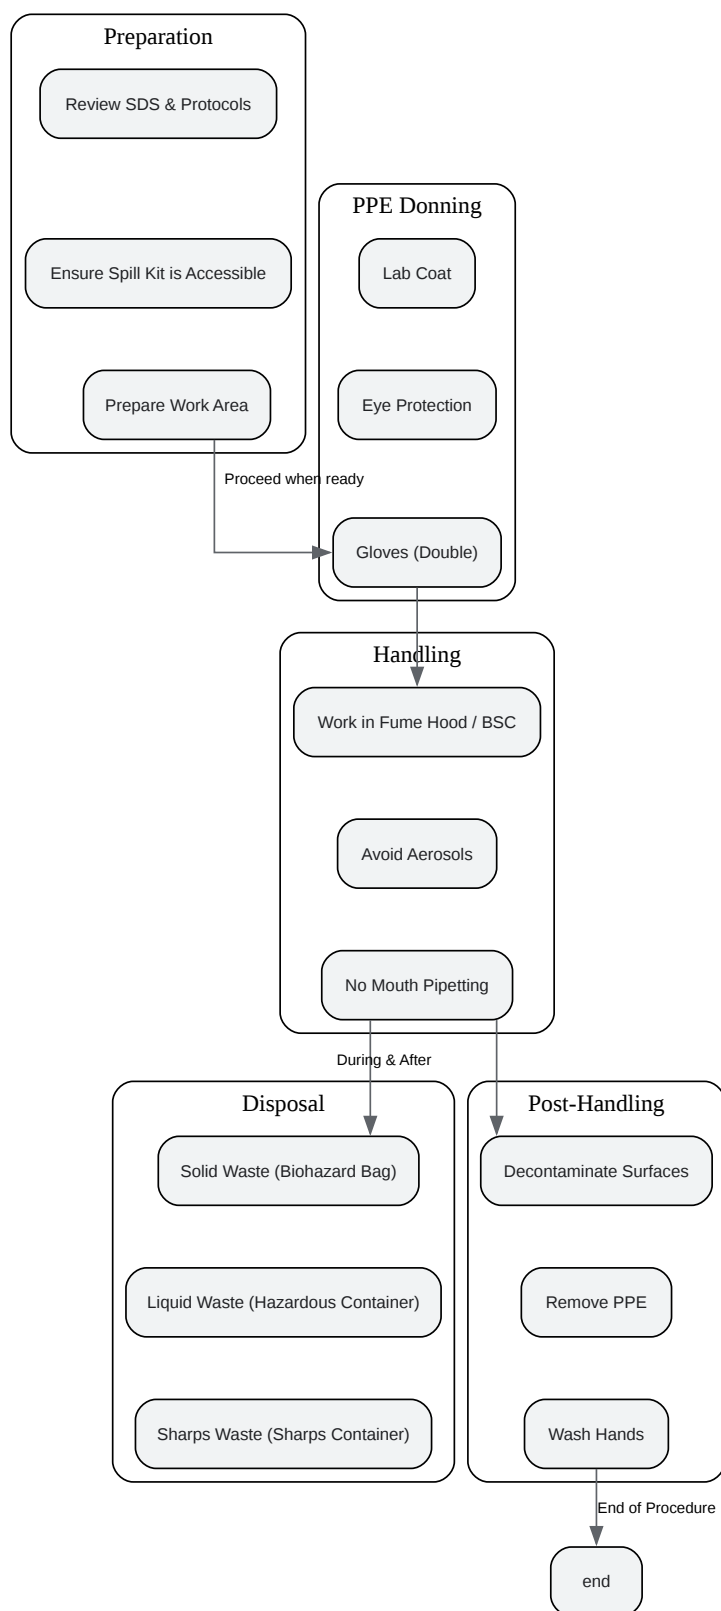 Preparation
Review SDS & Protocols
Ensure Spill Kit is Accessible
Prepare Work Area
Proceed when ready
PPE Donning
Lab Coat
Eye Protection
Gloves (Double)
Handling
Work in Fume Hood / BSC
Avoid Aerosols
No Mouth Pipetting
During & After
Disposal
Solid Waste (Biohazard Bag)
Liquid Waste (Hazardous Container)
Sharps Waste (Sharps Container)
Post-Handling
Decontaminate Surfaces
Remove PPE
Wash Hands
End of Procedure
end